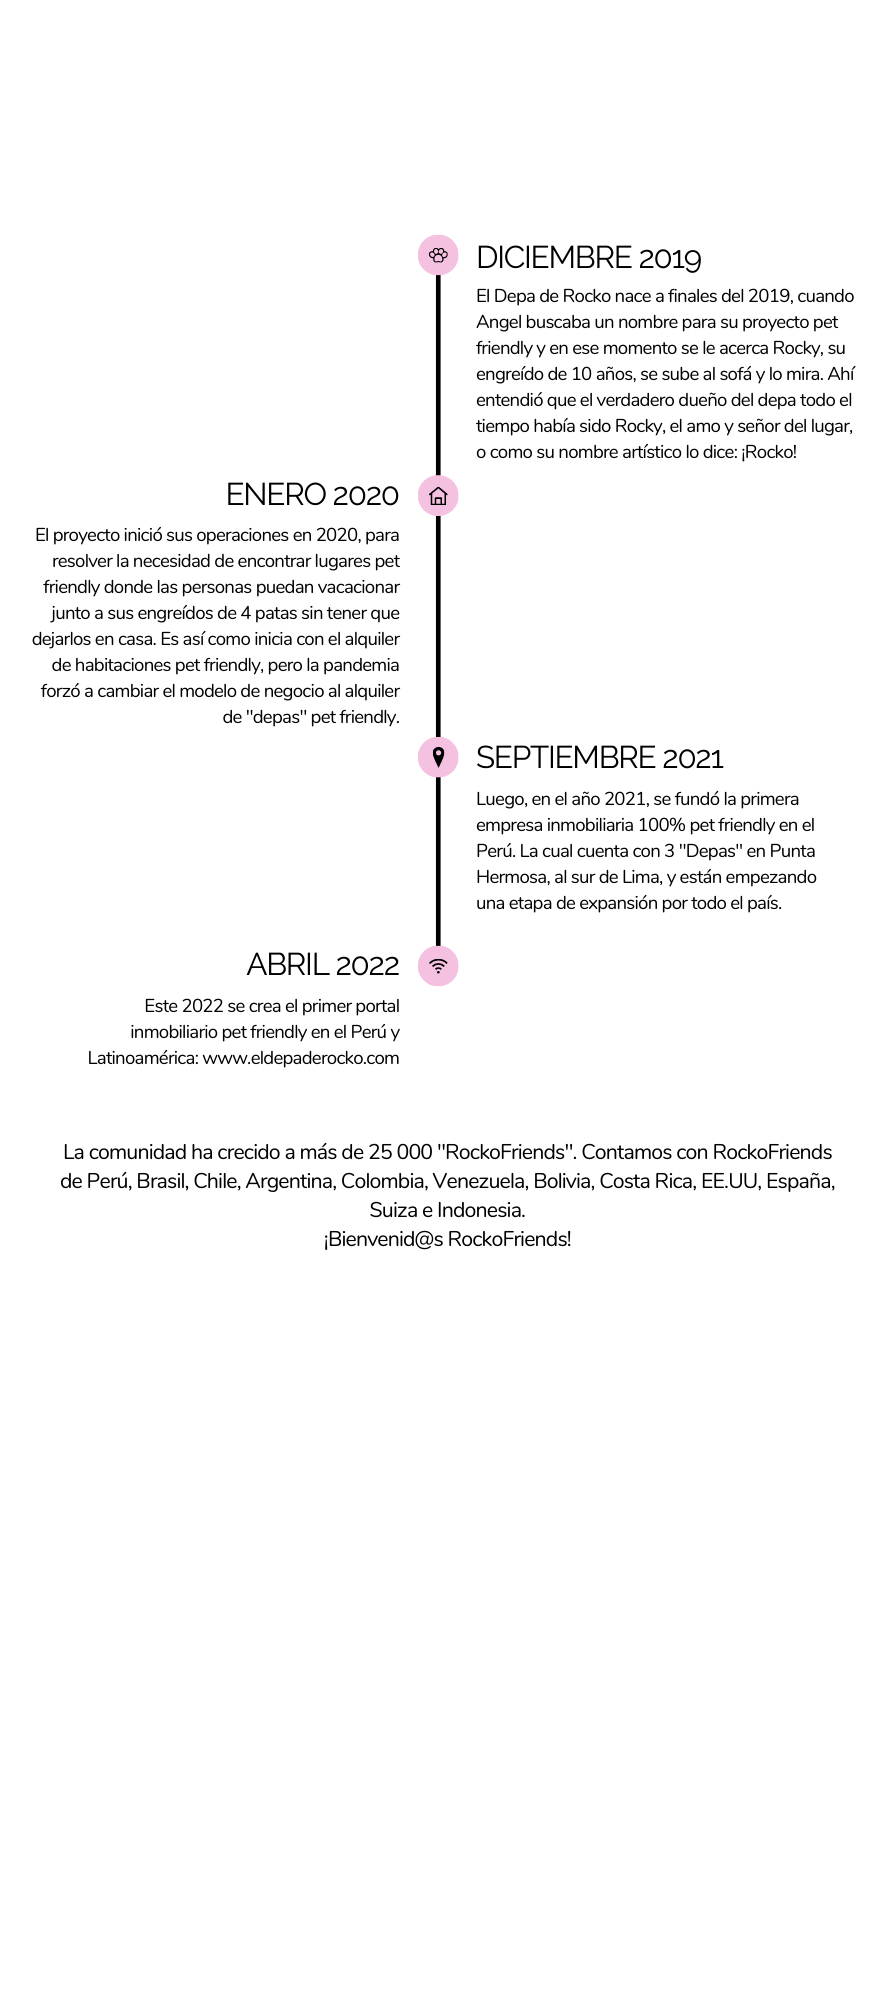 DICIEMBRE 2019
El Depa de Rocko nace a finales del 2019, cuando
Angel buscaba un nombre para su proyecto pet
friendly y en ese momento se le acerca Rocky, su
engreído de 10 años, se sube al sofá y lo mira. Ahí
entendió que el verdadero dueño del depa todo el
tiempo había sido Rocky, el amo y señor del lugar,
o como su nombre artístico lo dice: ¡Rocko!
ENERO 2020
El proyecto inició sus operaciones en 2020, para
resolver la necesidad de encontrar lugares pet
friendly donde las personas puedan vacacionar
junto a sus engreídos de 4 patas sin tener que
dejarlos en casa. Es así como inicia con el alquiler
de habitaciones pet friendly, pero la pandemia
forzó a cambiar el modelo de negocio al alquiler
de "depas" pet friendly.
SEPTIEMBRE 2021
Luego, en el año 2021, se fundó la primera
empresa inmobiliaria 100% pet friendly en el
Perú. La cual cuenta con 3 "Depas" en Punta
Hermosa, al sur de Lima, y están empezando
una etapa de expansión por todo el país.
ABRIL 2022
Este 2022 se crea el primer portal
inmobiliario pet friendly en el Perú y
Latinoamérica: www.eldepaderocko.com
La comunidad ha crecido a más de 25 000 "RockoFriends". Contamos con RockoFriends
de Perú, Brasil, Chile, Argentina, Colombia, Venezuela, Bolivia, Costa Rica, EE.UU, España,
Suiza e Indonesia.
¡Bienvenid@s RockoFriends!